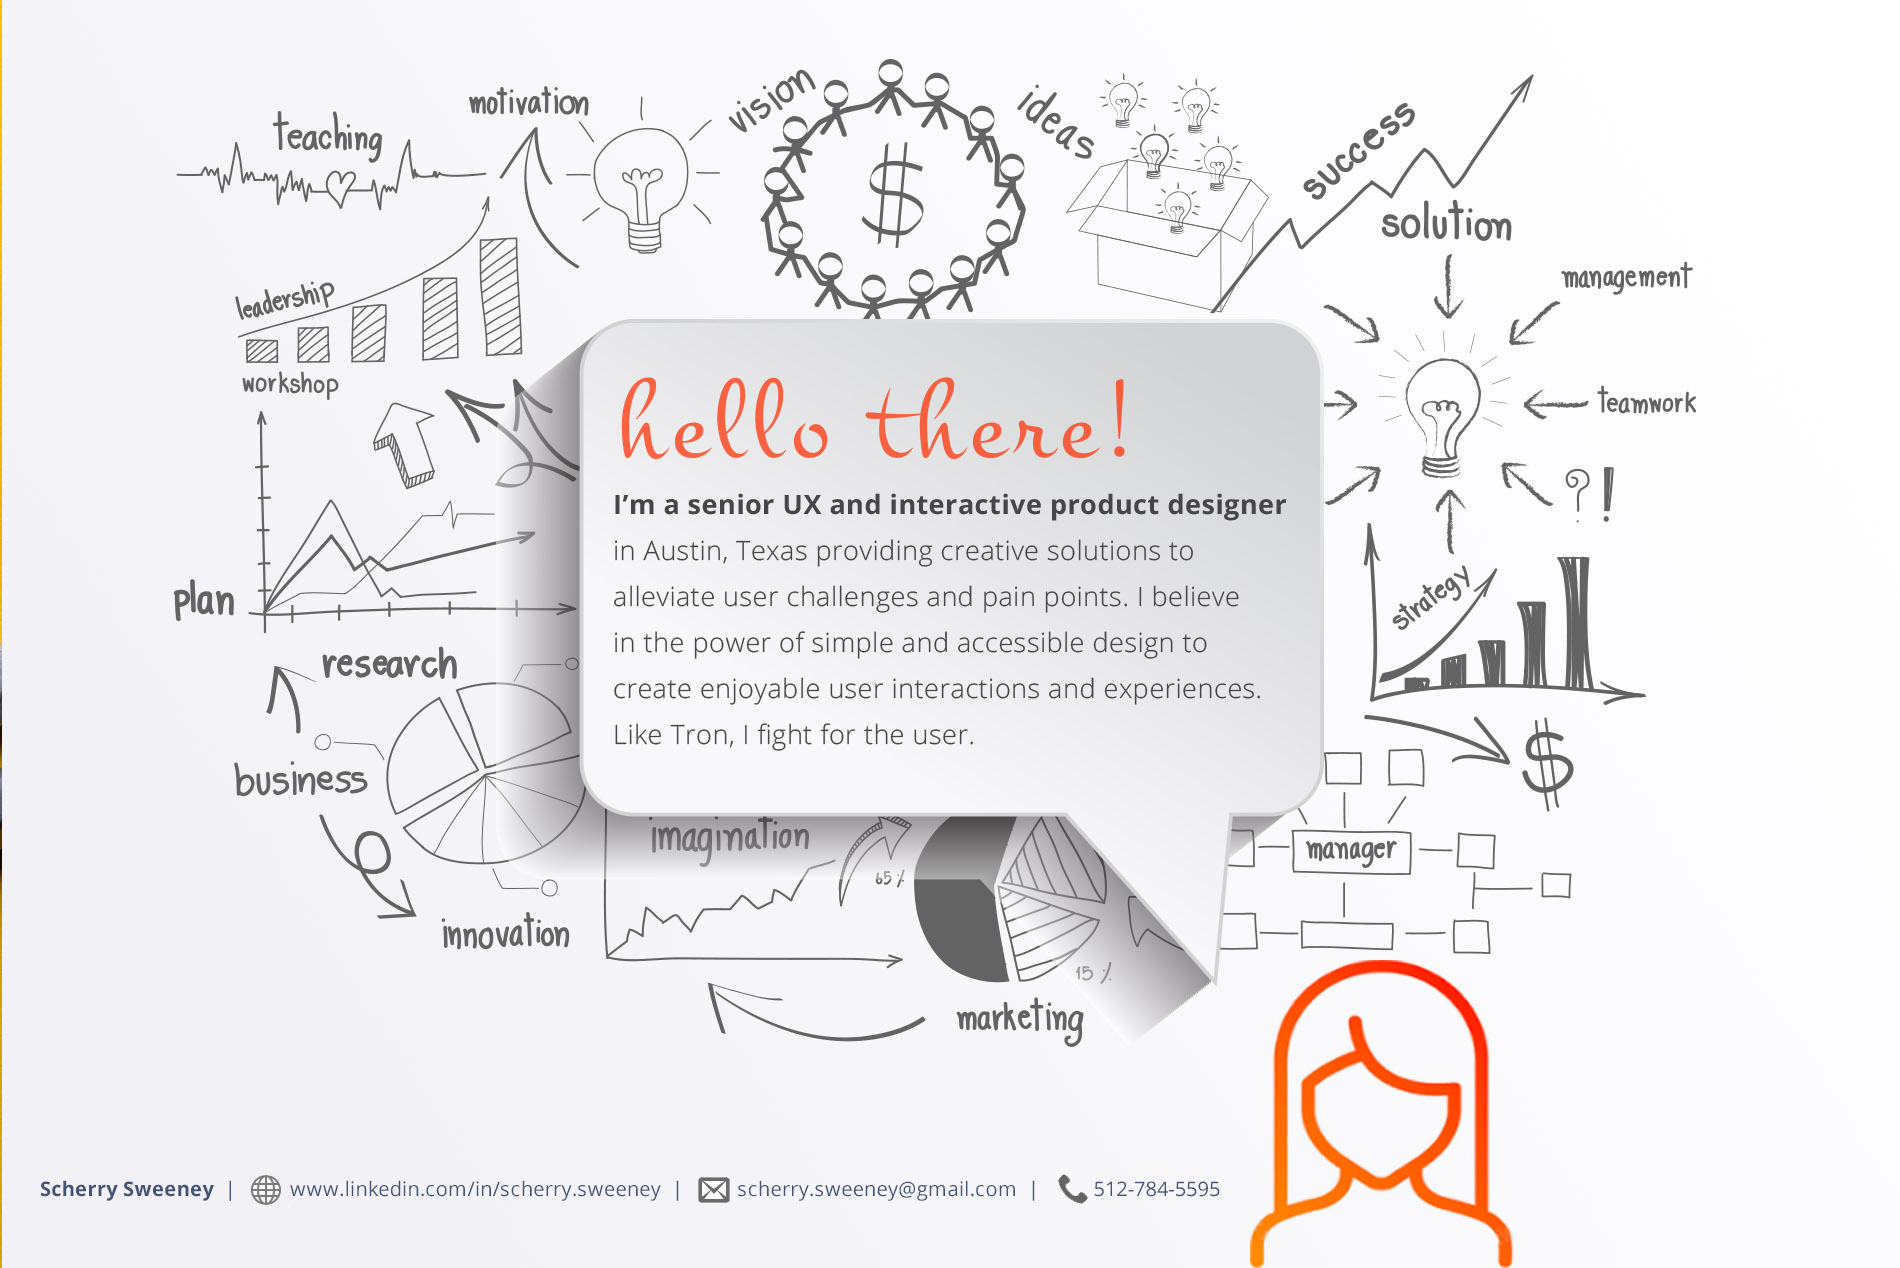 teaching
motivation
vision
ideas
success
solution
management
leadership
workshop
teamwork
? !
hello there!
I’m a senior UX and interactive product designer
in Austin, Texas providing creative solutions to
alleviate user challenges and pain points. I believe
in the power of simple and accessible design to
create enjoyable user interactions and experiences.
Like Tron, I fight for the user.
$
plan
strategy
research
business
$
imagination
manager
65 %
innovation
15 %
marketing
Scherry Sweeney | www.linkedin.com/in/scherry.sweeney | scherry.sweeney@gmail.com | 512-784-5595